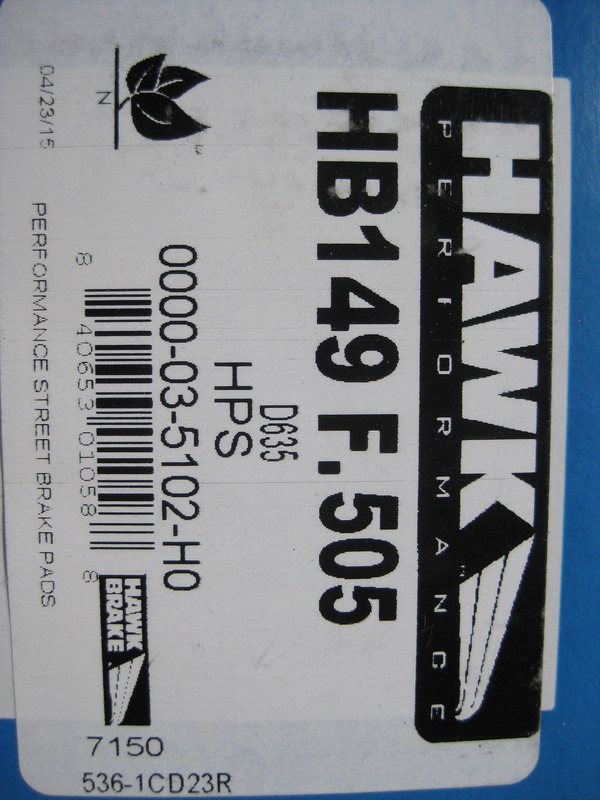 HAWK
PERFORMANCE
HB149 F.505
D635
HPS
0000-03-5102-H0
8 40653 01058 8
HAWK
BRAKE
N
04/23/15
PERFORMANCE STREET BRAKE PADS
7150
536-1CD23R